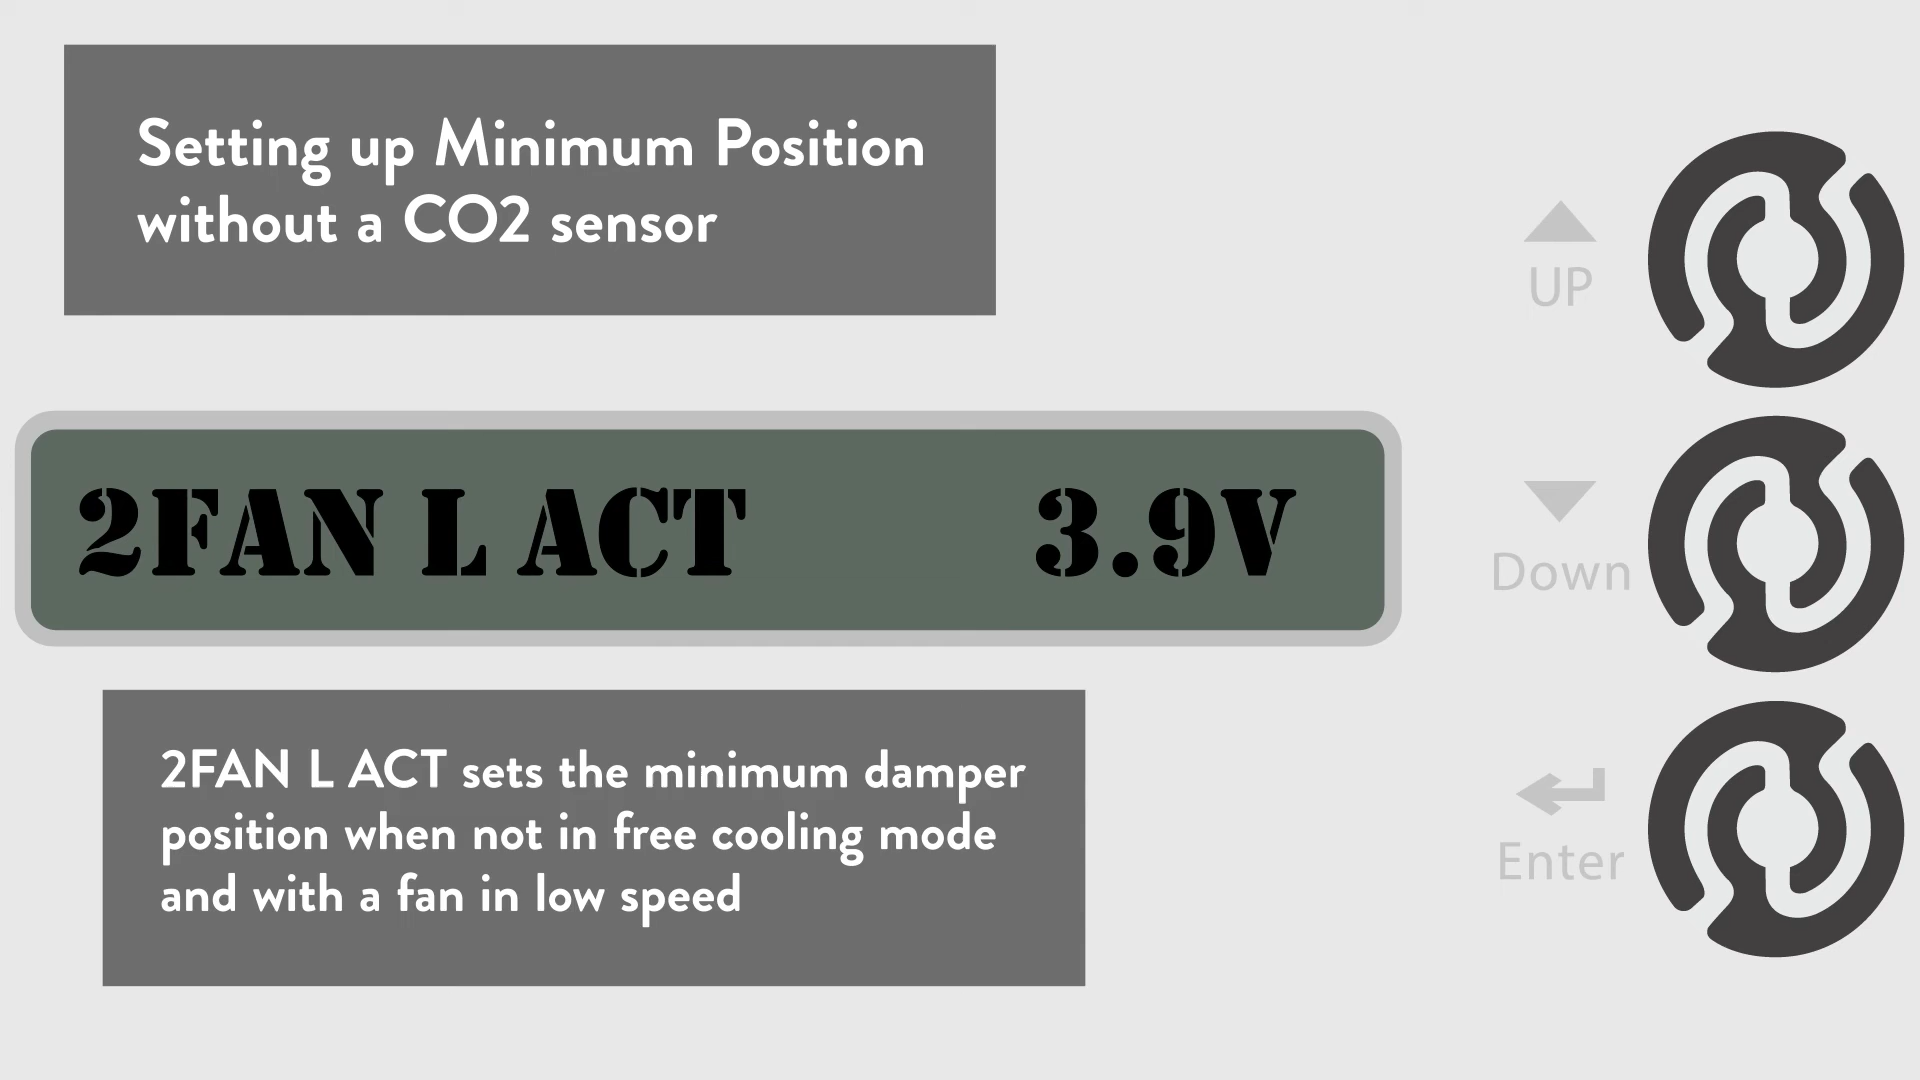 Setting up Minimum Position
without a CO2 sensor
UP
2FAN L ACT 3.9V
Down
2FAN L ACT sets the minimum damper
position when not in free cooling mode
and with a fan in low speed
Enter